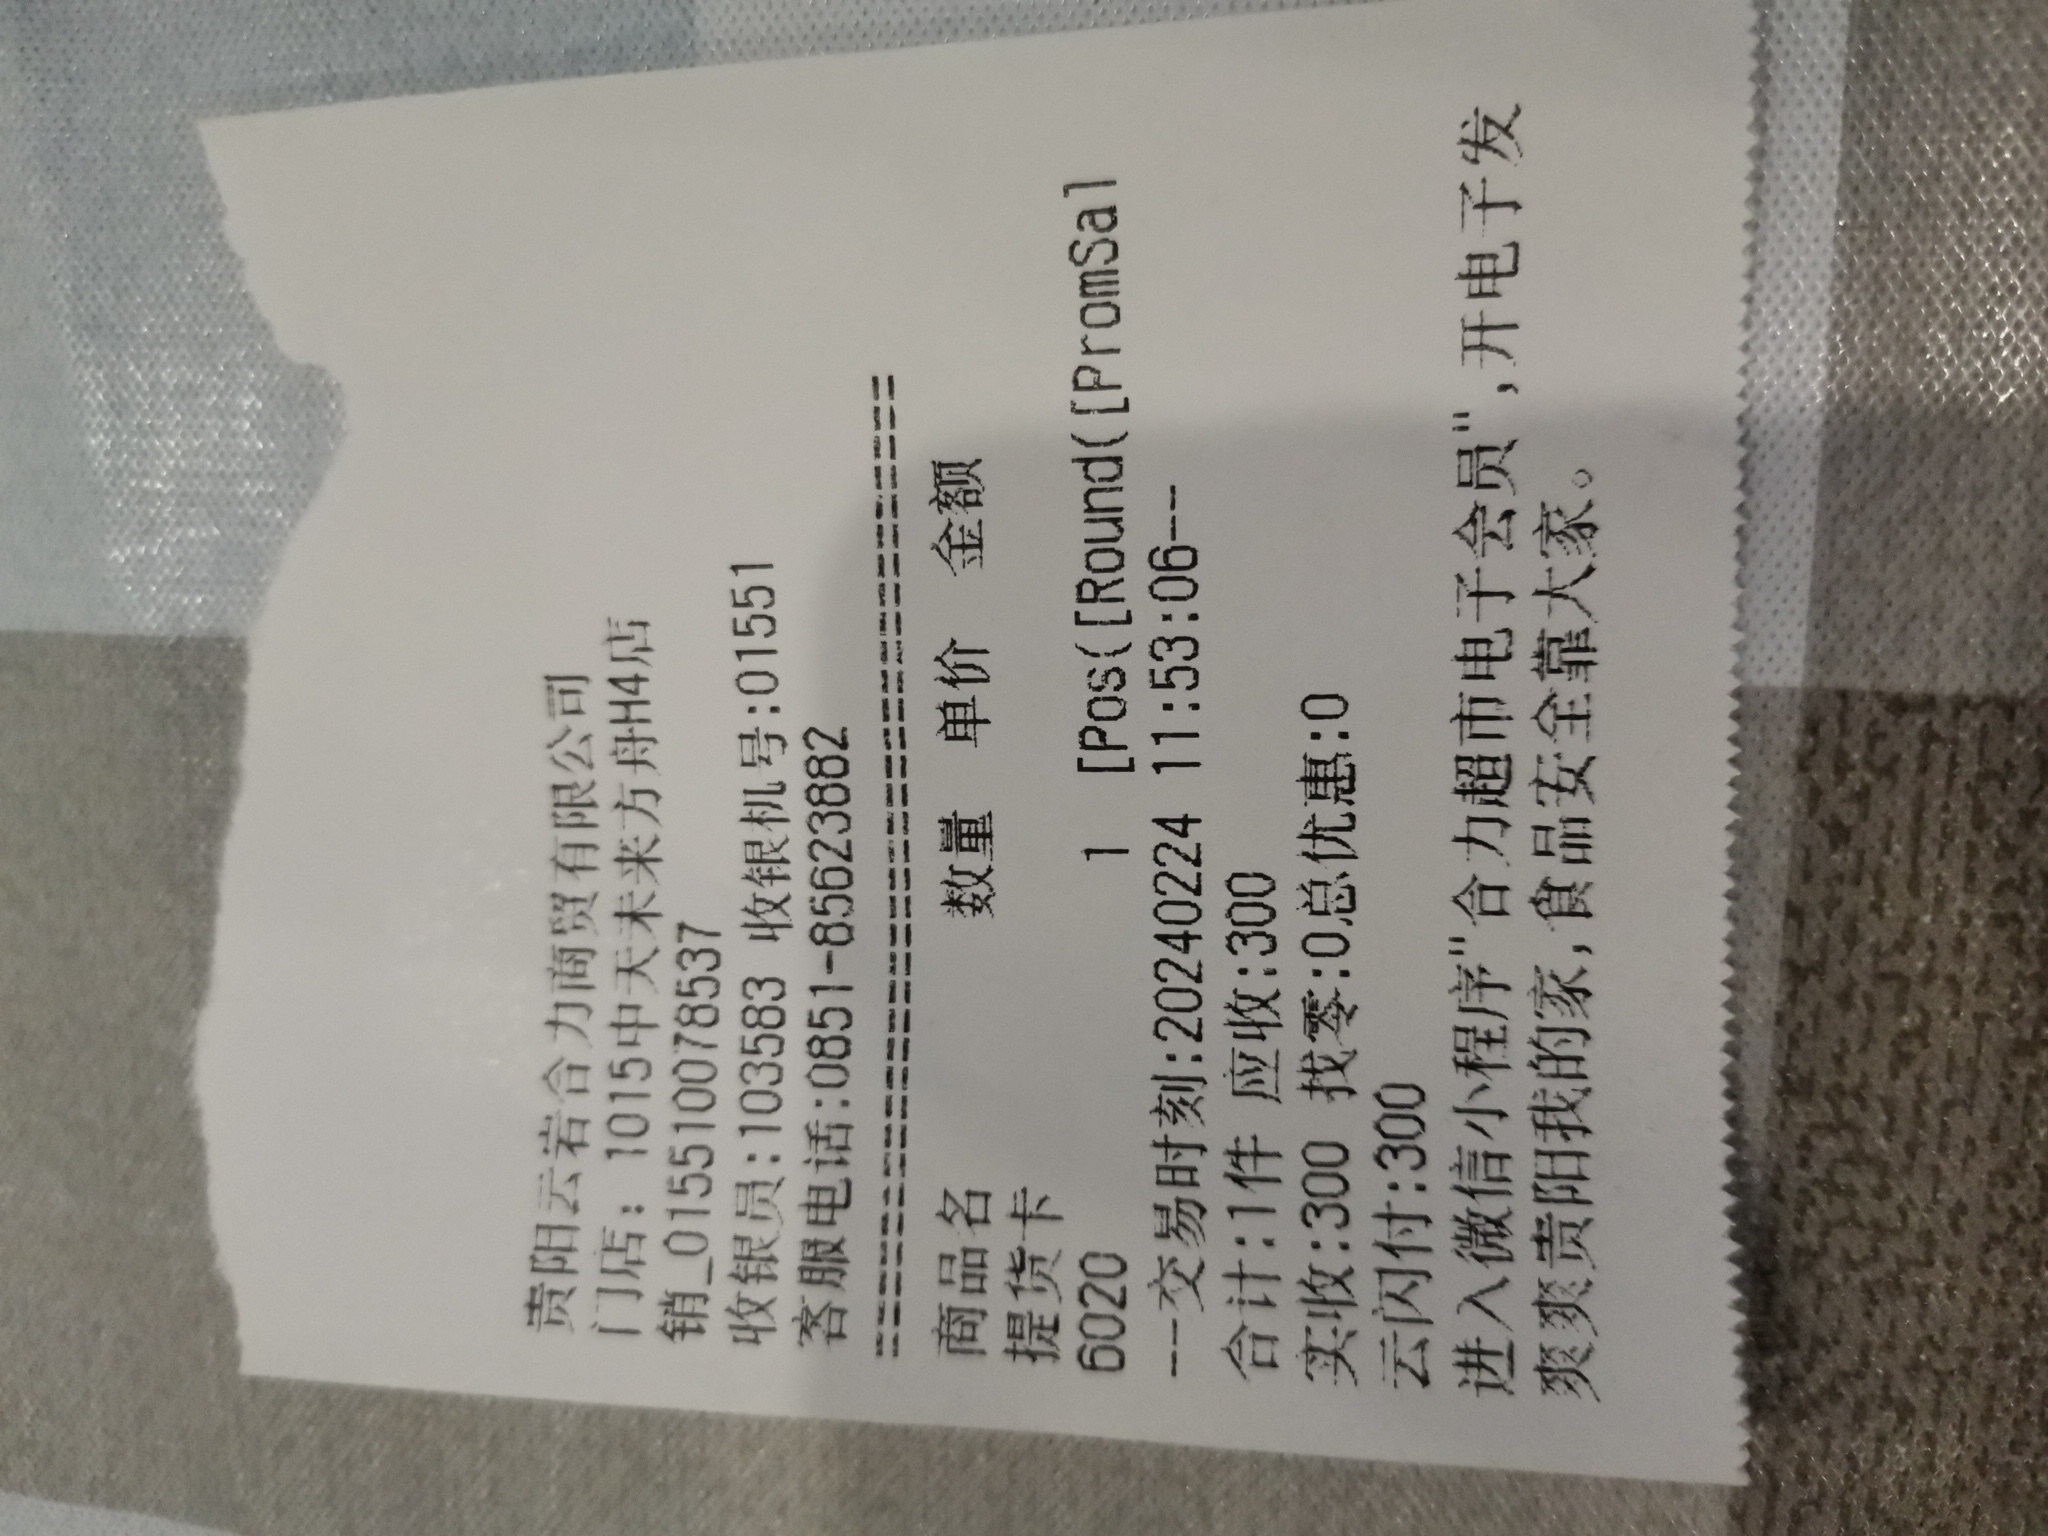 贵阳云岩合力商贸有限公司
门店: 1015中天未来方舟H4店
销_015510078537
收银员:103583 收银机号:01551
客服电话:0851-85623882
==============================
商品名 数量 单价 金额
提货卡
6020 1 [Pos([Round([PromSal
--交易时刻:20240224 11:53:06--
合计:1件 应收:300
实收:300 找零:0总优惠:0
云闪付:300
进入微信小程序"合力超市电子会员",开电子发
爽爽贵阳我的家,食品安全靠大家。